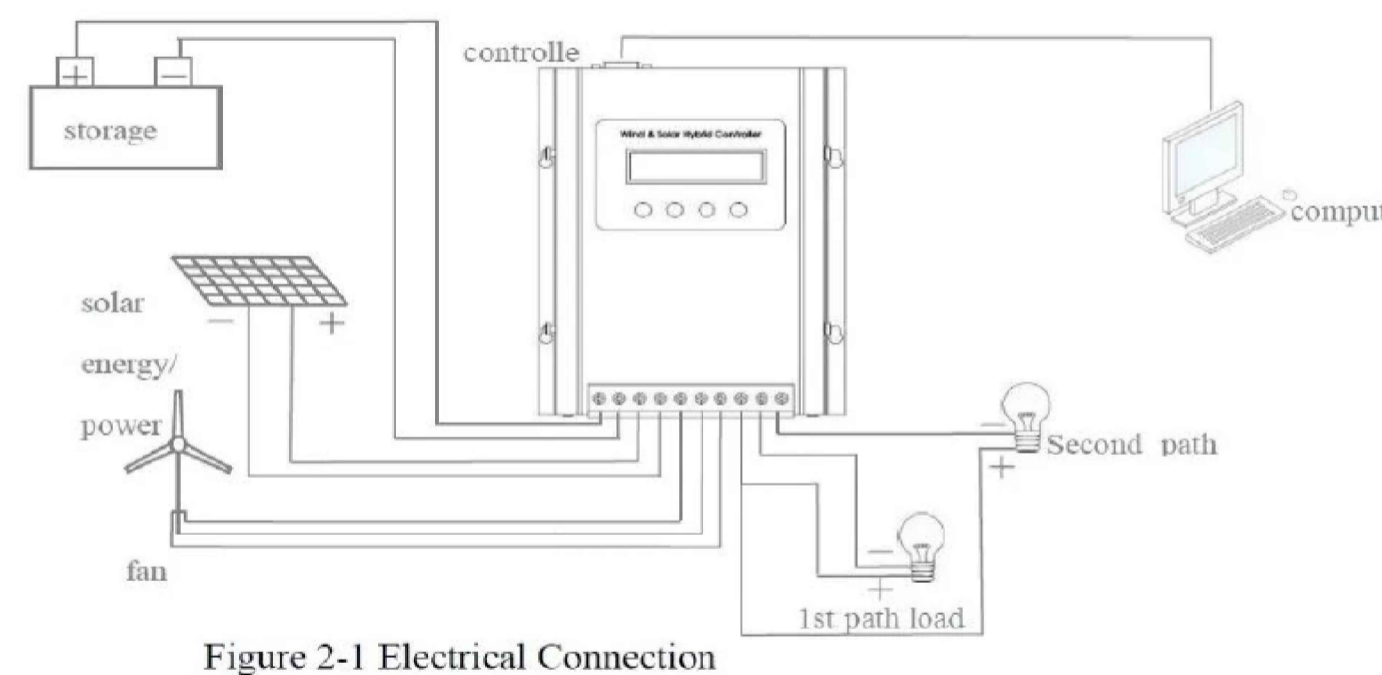 controlle
+
−
storage
Wind & Solar Hybrid Controller
comput
solar
− +
energy/
power
−
Second path
+
−
fan
+
1st path load
Figure 2-1 Electrical Connection